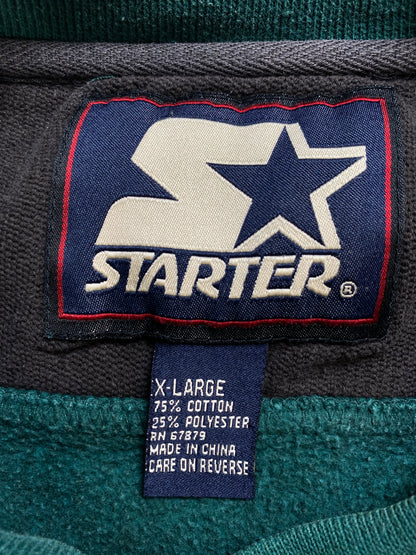 STARTER®
X-LARGE
75% COTTON
25% POLYESTER
RN 67879
MADE IN CHINA
CARE ON REVERSE